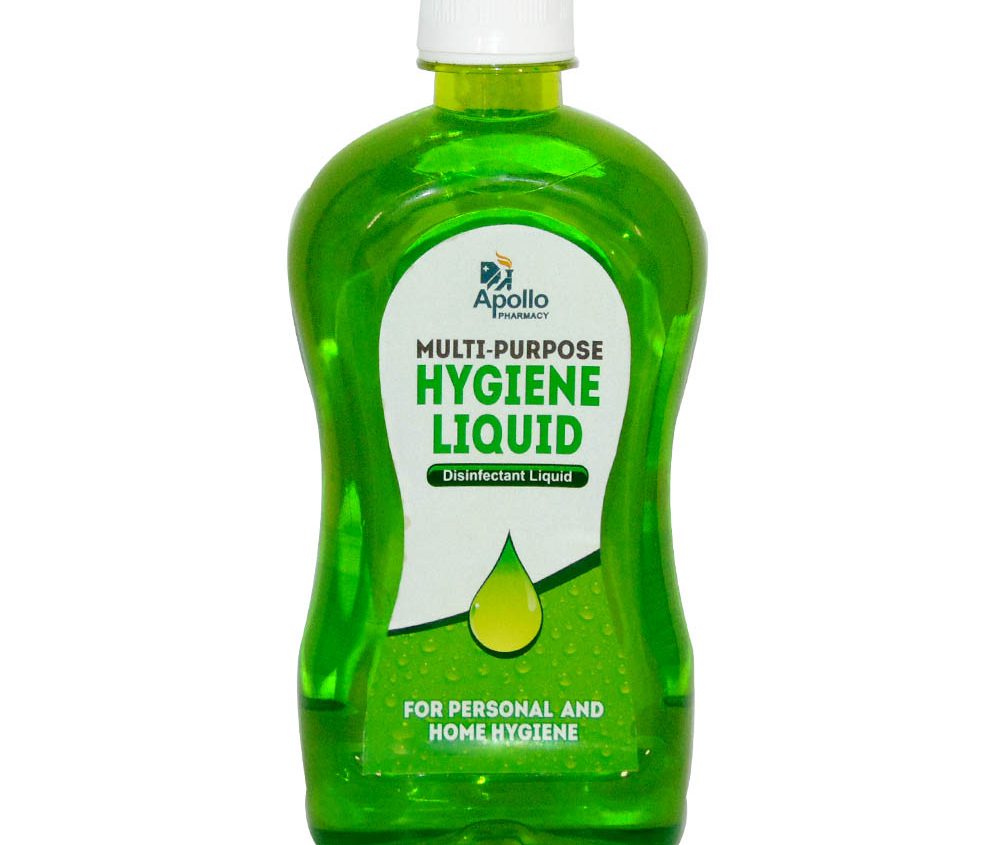 Apollo
PHARMACY
MULTI-PURPOSE
HYGIENE
LIQUID
Disinfectant Liquid
FOR PERSONAL AND
HOME HYGIENE